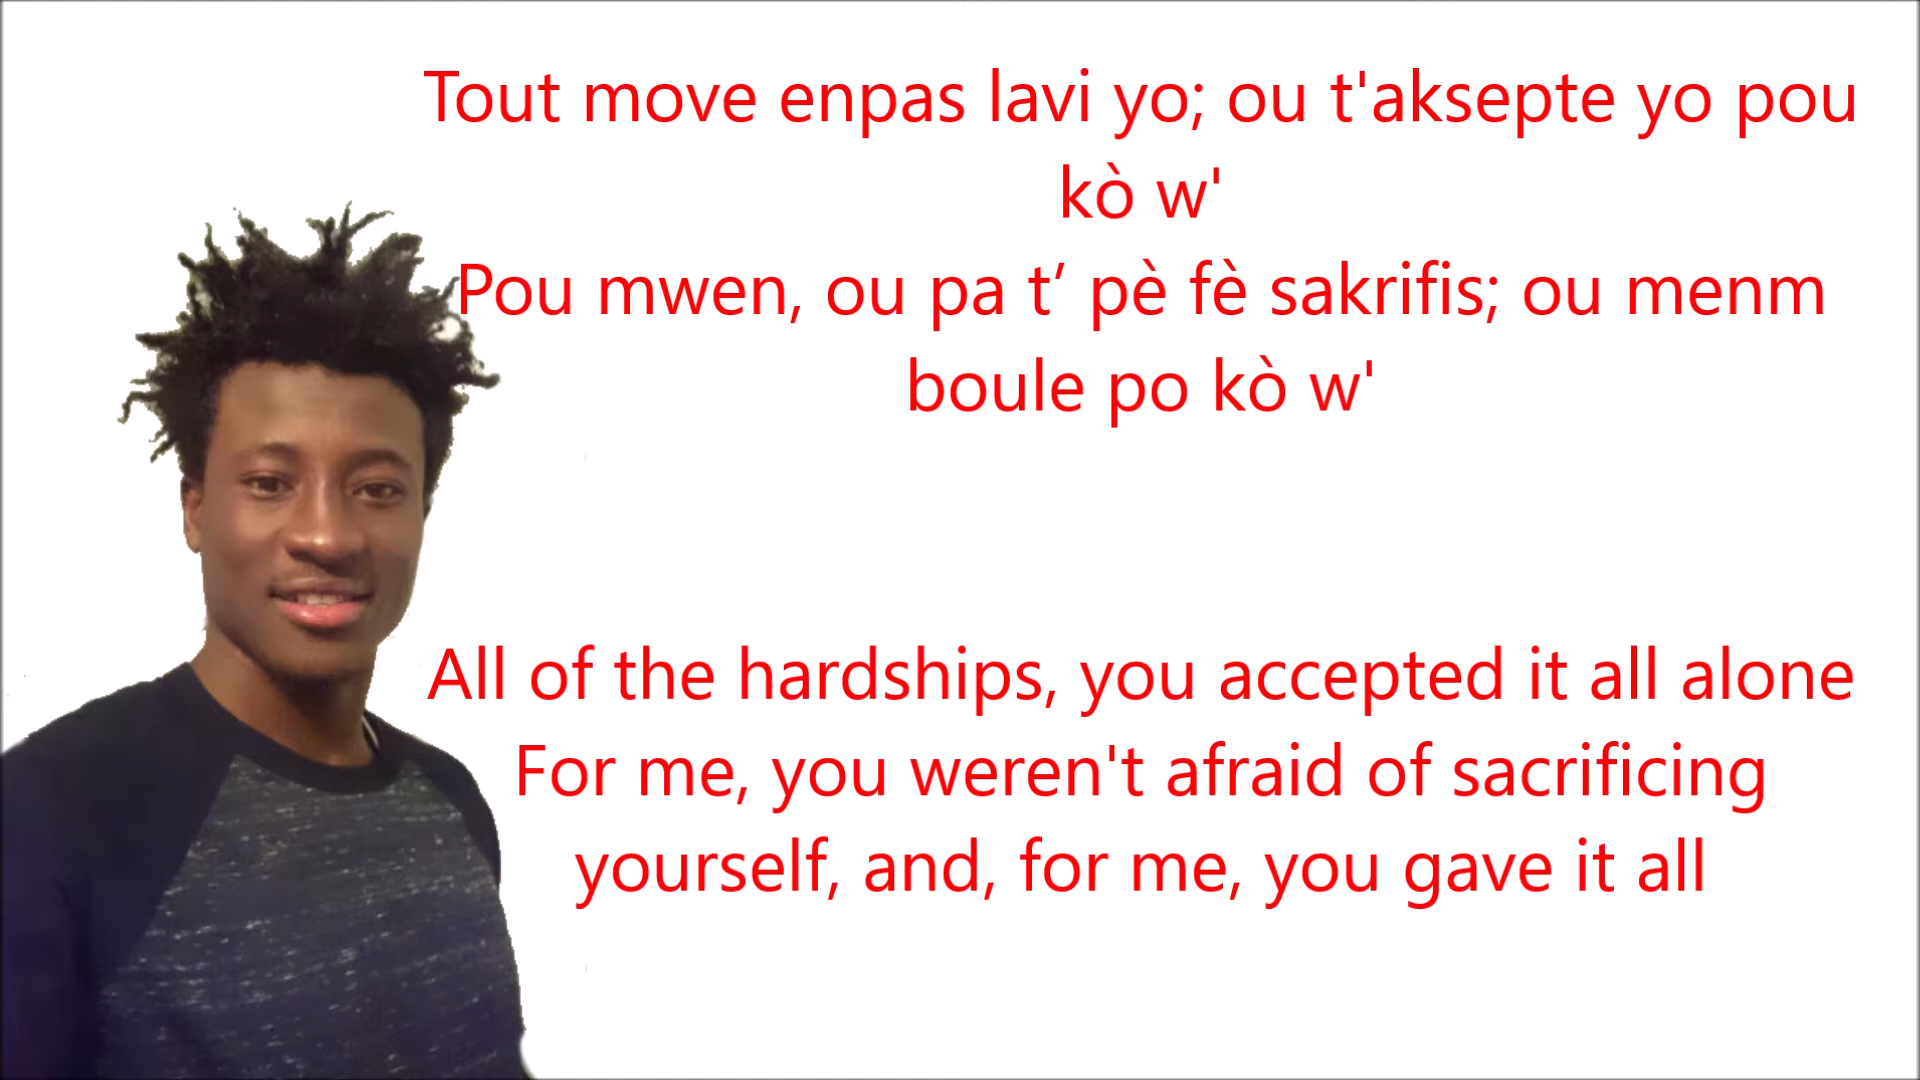 Tout move enpas lavi yo; ou t'aksepte yo pou
kò w'
Pou mwen, ou pa t’ pè fè sakrifis; ou menm
boule po kò w'
All of the hardships, you accepted it all alone
For me, you weren't afraid of sacrificing
yourself, and, for me, you gave it all